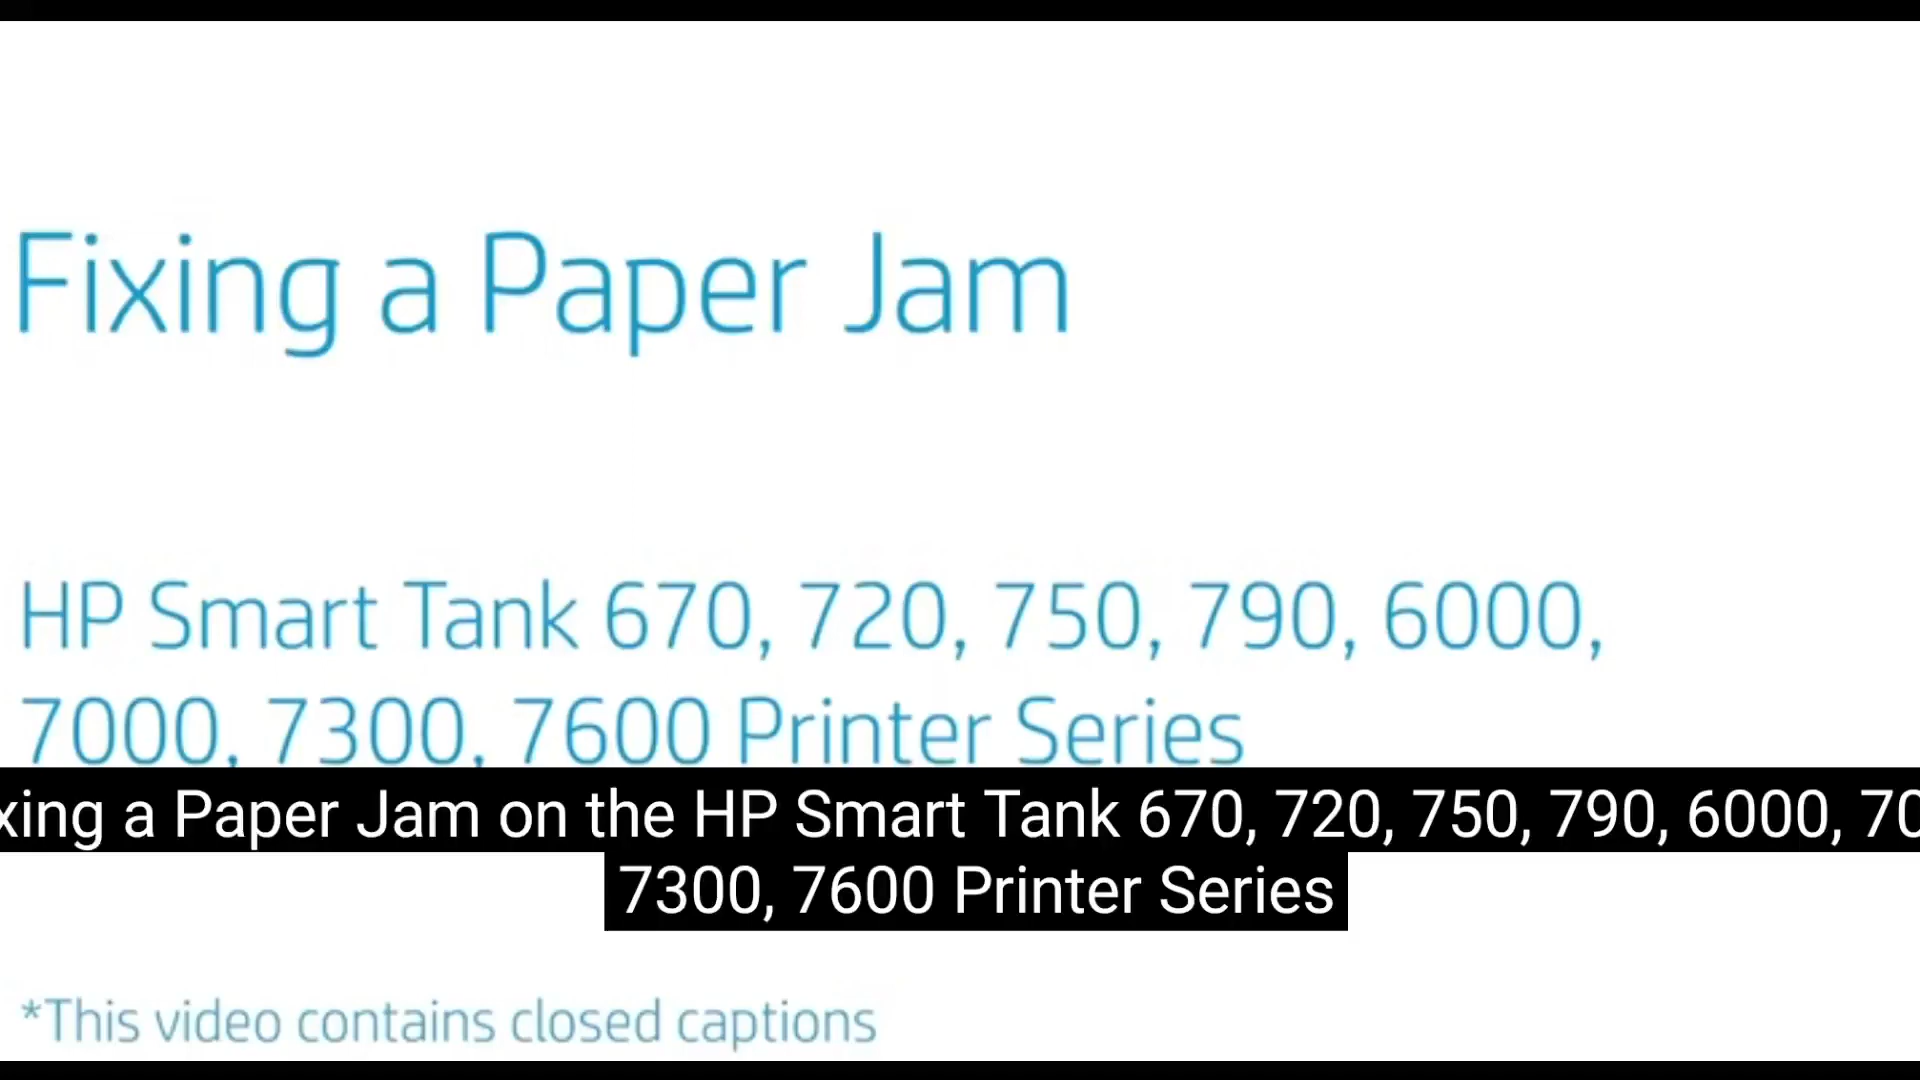 Fixing a Paper Jam
HP Smart Tank 670, 720, 750, 790, 6000,
7000, 7300, 7600 Printer Series
xing a Paper Jam on the HP Smart Tank 670, 720, 750, 790, 6000, 70
7300, 7600 Printer Series
*This video contains closed captions